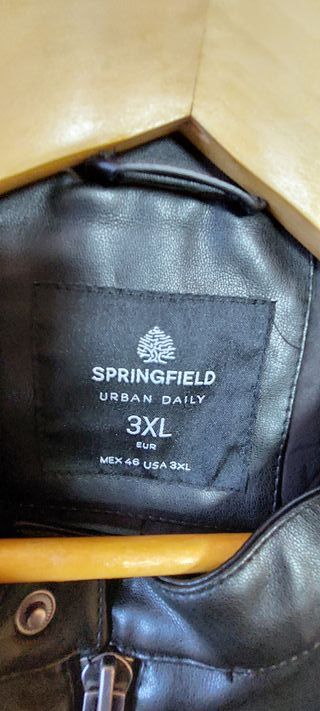 SPRINGFIELD
URBAN DAILY
3XL
EUR
MEX 46 USA 3XL